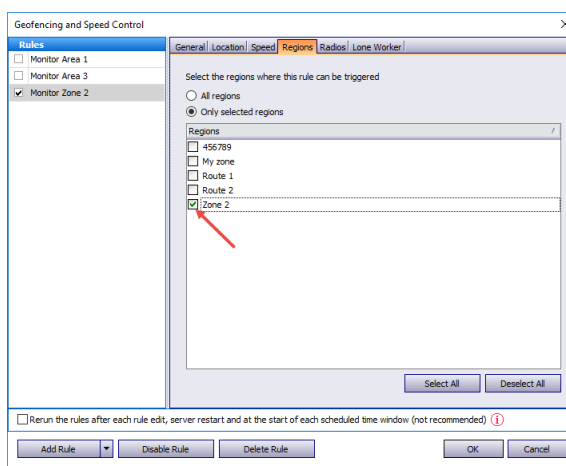 Geofencing and Speed Control
Rules
Monitor Area 1
Monitor Area 3
Monitor Zone 2
General Location Speed Regions Radios Lone Worker
Select the regions where this rule can be triggered
All regions
Only selected regions
Regions
456789
My zone
Route 1
Route 2
Zone 2
Select All Deselect All
Rerun the rules after each rule edit, server restart and at the start of each scheduled time window (not recommended)
Add Rule Disable Rule Delete Rule OK Cancel